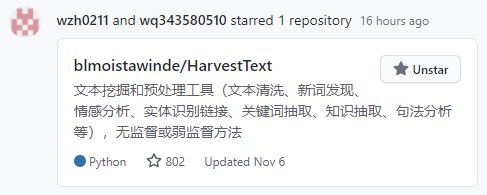 wzh0211 and wq343580510 starred 1 repository 16 hours ago
blmoistawinde/HarvestText
Unstar
文本挖掘和预处理工具（文本清洗、新词发现、
情感分析、实体识别链接、关键词抽取、知识抽取、句法分析
等），无监督或弱监督方法
Python 802 Updated Nov 6